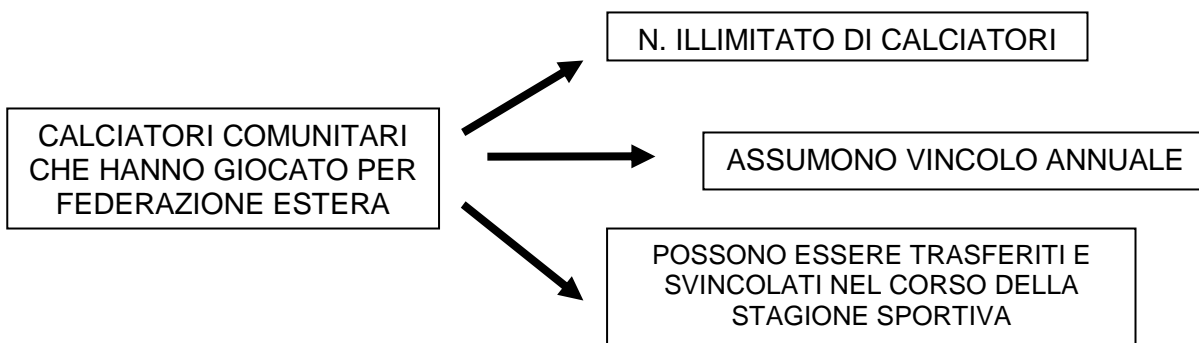 N. ILLIMITATO DI CALCIATORI
CALCIATORI COMUNITARI
CHE HANNO GIOCATO PER
FEDERAZIONE ESTERA
ASSUMONO VINCOLO ANNUALE
POSSONO ESSERE TRASFERITI E
SVINCOLATI NEL CORSO DELLA
STAGIONE SPORTIVA